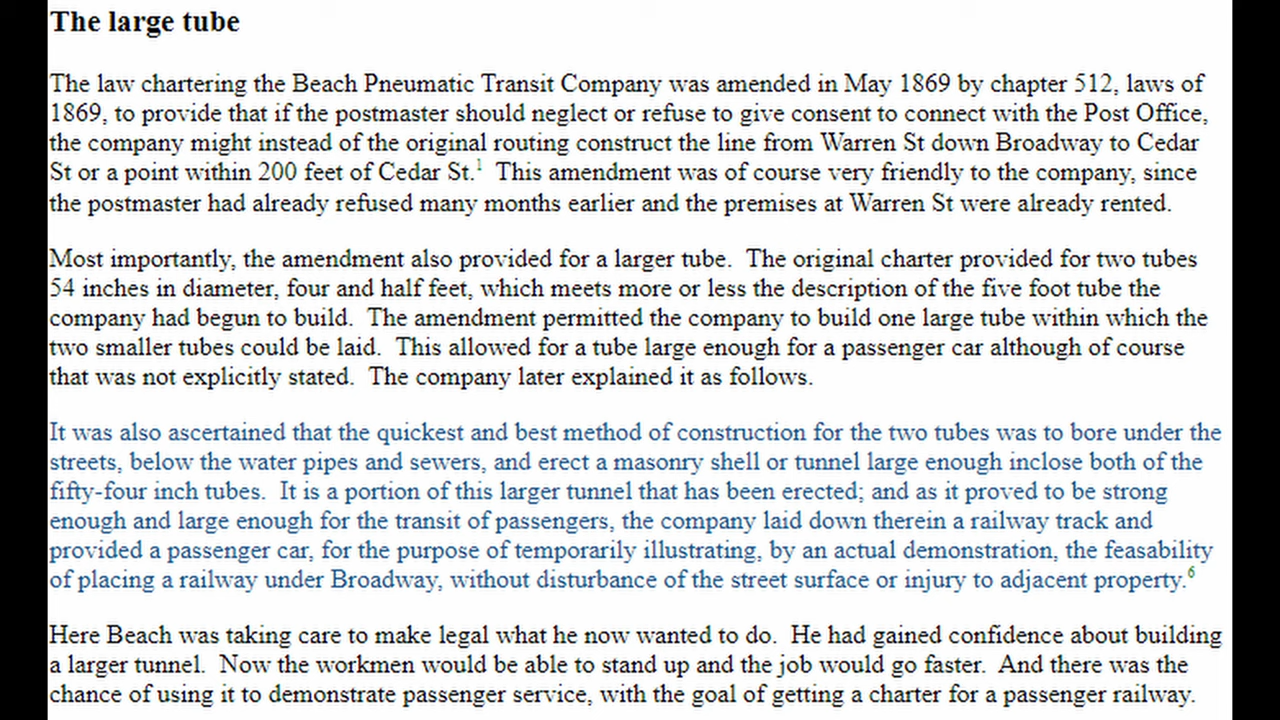 The large tube
The law chartering the Beach Pneumatic Transit Company was amended in May 1869 by chapter 512, laws of
1869, to provide that if the postmaster should neglect or refuse to give consent to connect with the Post Office,
the company might instead of the original routing construct the line from Warren St down Broadway to Cedar
St or a point within 200 feet of Cedar St.1  This amendment was of course very friendly to the company, since
the postmaster had already refused many months earlier and the premises at Warren St were already rented.
Most importantly, the amendment also provided for a larger tube.  The original charter provided for two tubes
54 inches in diameter, four and half feet, which meets more or less the description of the five foot tube the
company had begun to build.  The amendment permitted the company to build one large tube within which the
two smaller tubes could be laid.  This allowed for a tube large enough for a passenger car although of course
that was not explicitly stated.  The company later explained it as follows.
It was also ascertained that the quickest and best method of construction for the two tubes was to bore under the
streets, below the water pipes and sewers, and erect a masonry shell or tunnel large enough inclose both of the
fifty-four inch tubes.  It is a portion of this larger tunnel that has been erected; and as it proved to be strong
enough and large enough for the transit of passengers, the company laid down therein a railway track and
provided a passenger car, for the purpose of temporarily illustrating, by an actual demonstration, the feasability
of placing a railway under Broadway, without disturbance of the street surface or injury to adjacent property.6
Here Beach was taking care to make legal what he now wanted to do.  He had gained confidence about building
a larger tunnel.  Now the workmen would be able to stand up and the job would go faster.  And there was the
chance of using it to demonstrate passenger service, with the goal of getting a charter for a passenger railway.